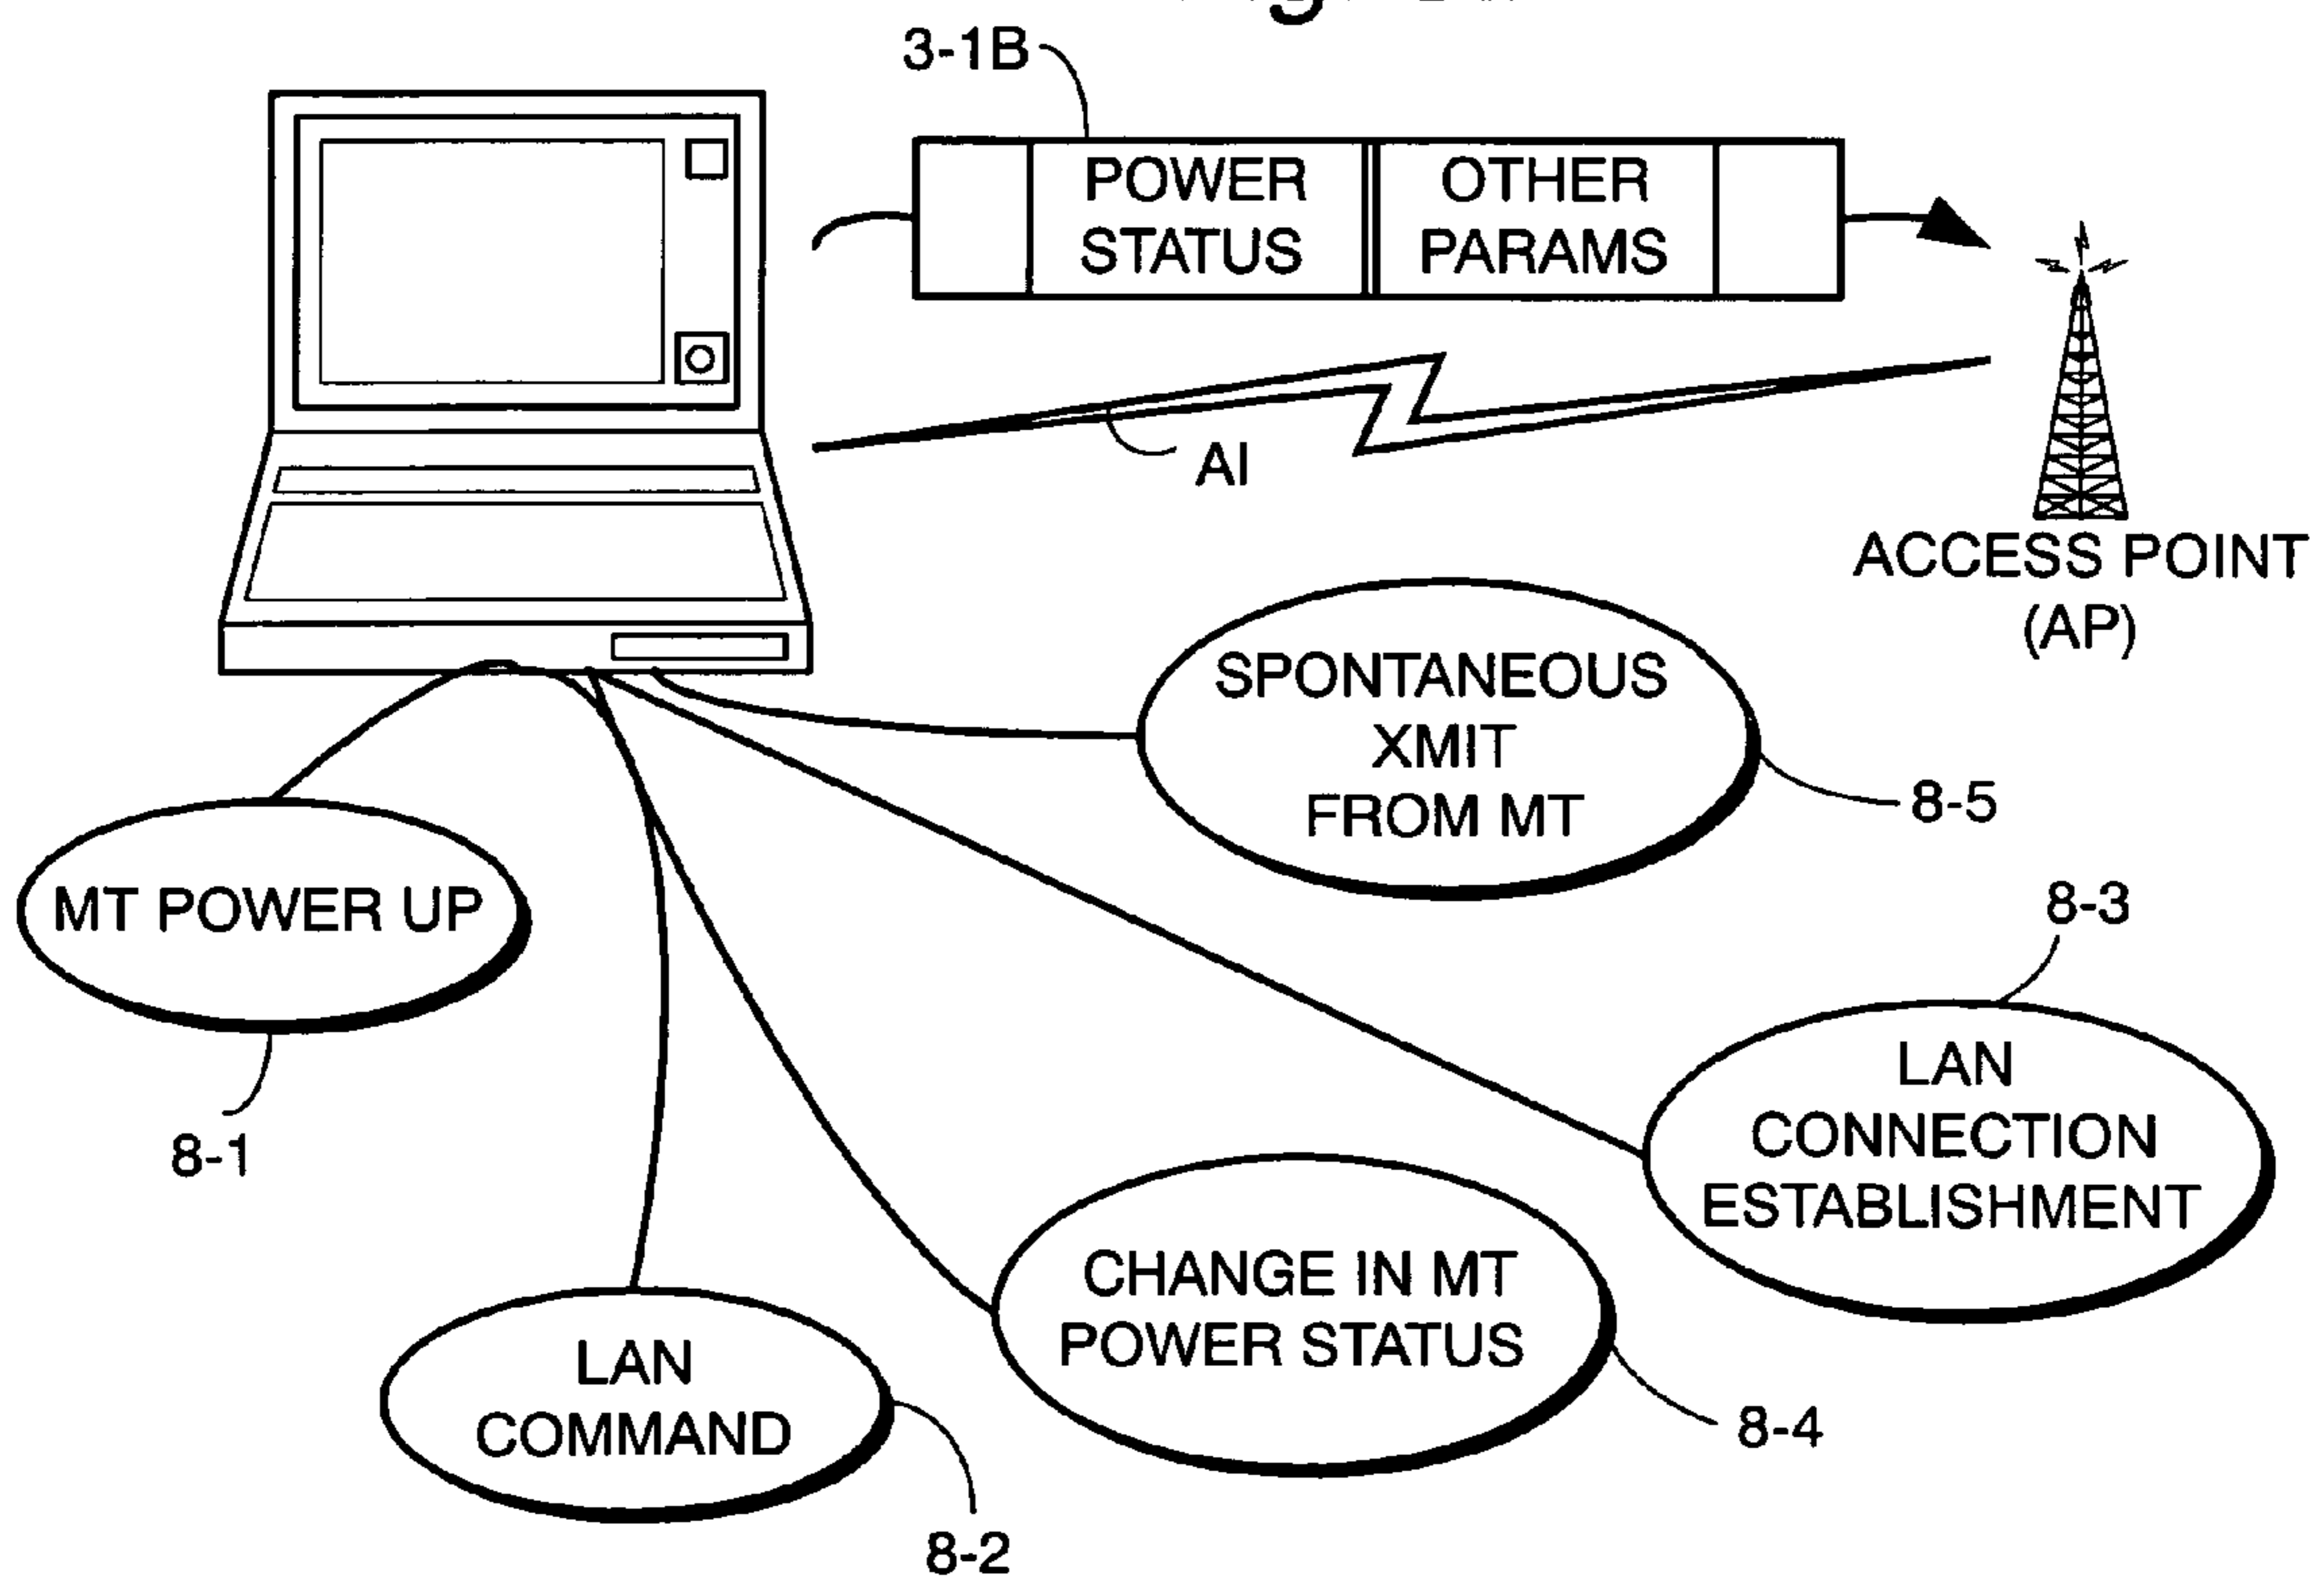 3-1B
POWER
STATUS
OTHER
PARAMS
AI
ACCESS POINT
(AP)
SPONTANEOUS
XMIT
FROM MT
8-5
MT POWER UP
8-1
8-3
LAN
CONNECTION
ESTABLISHMENT
CHANGE IN MT
POWER STATUS
8-4
LAN
COMMAND
8-2